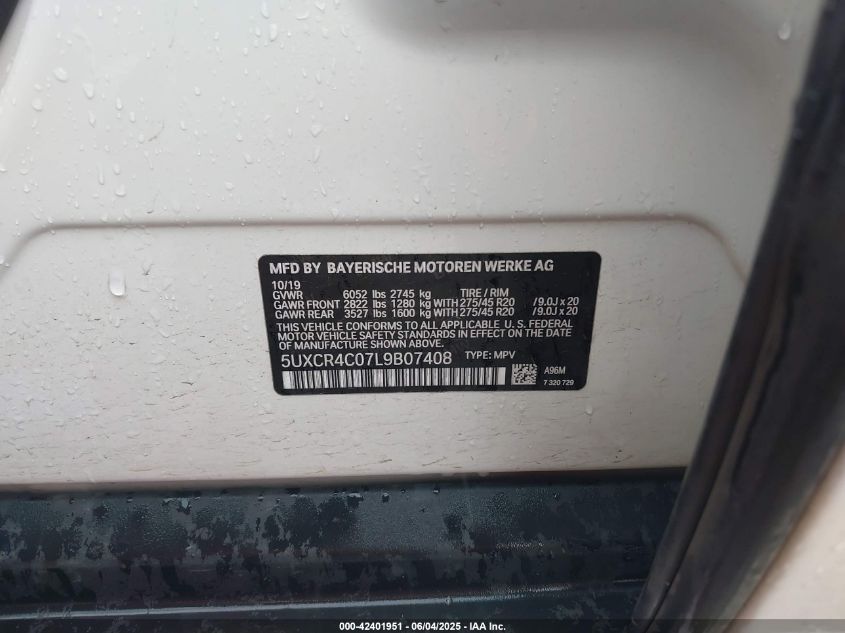 MFD BY BAYERISCHE MOTOREN WERKE AG
10/19
GVWR 6052 lbs 2745 kg TIRE / RIM
GAWR FRONT 2822 lbs 1280 kg WITH 275/45 R20 /9.0J x 20
GAWR REAR 3527 lbs 1600 kg WITH 275/45 R20 /9.0J x 20
THIS VEHICLE CONFORMS TO ALL APPLICABLE U. S. FEDERAL
MOTOR VEHICLE SAFETY STANDARDS IN EFFECT ON THE DATE
OF MANUFACTURE SHOWN ABOVE.
5UXCR4C07L9B07408 TYPE: MPV
A96M
7 320 729
000-42401951 - 06/04/2025 - IAA Inc.